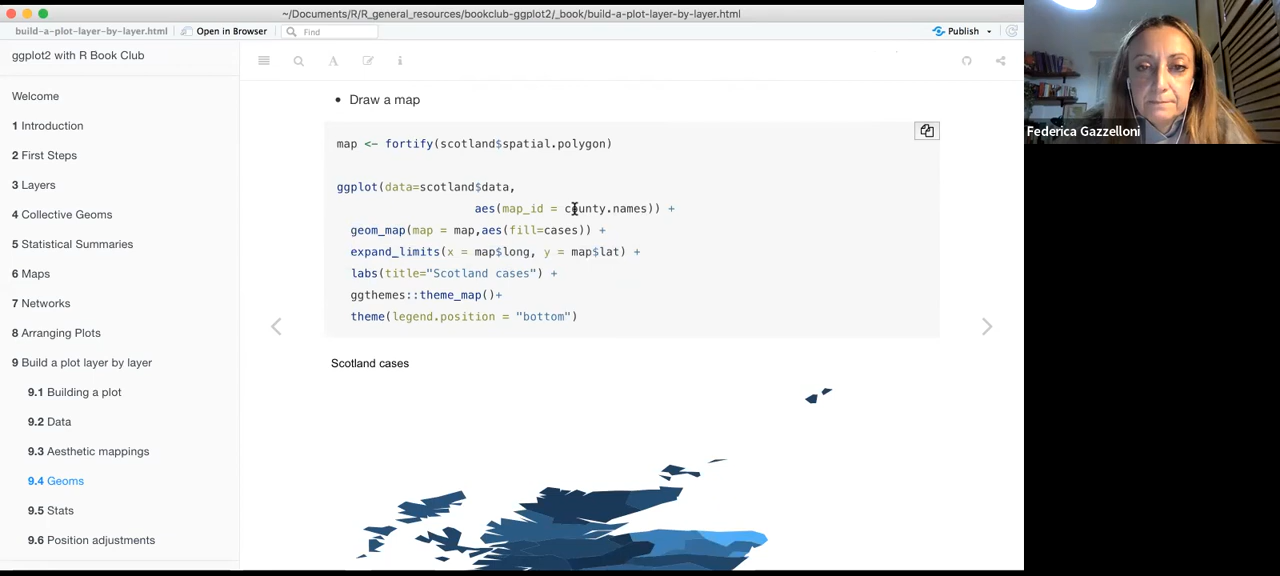 ~/Documents/R/R_general_resources/bookclub-ggplot2/_book/build-a-plot-layer-by-layer.html
build-a-plot-layer-by-layer.html
Open in Browser
Find
Publish
ggplot2 with R Book Club
Welcome
1 Introduction
2 First Steps
3 Layers
4 Collective Geoms
5 Statistical Summaries
6 Maps
7 Networks
8 Arranging Plots
9 Build a plot layer by layer
9.1 Building a plot
9.2 Data
9.3 Aesthetic mappings
9.4 Geoms
9.5 Stats
9.6 Position adjustments
• Draw a map
map <- fortify(scotland$spatial.polygon)
ggplot(data=scotland$data,
aes(map_id = county.names)) +
geom_map(map = map,aes(fill=cases)) +
expand_limits(x = map$long, y = map$lat) +
labs(title="Scotland cases") +
ggthemes::theme_map()+
theme(legend.position = "bottom")
Scotland cases
Federica Gazzelloni